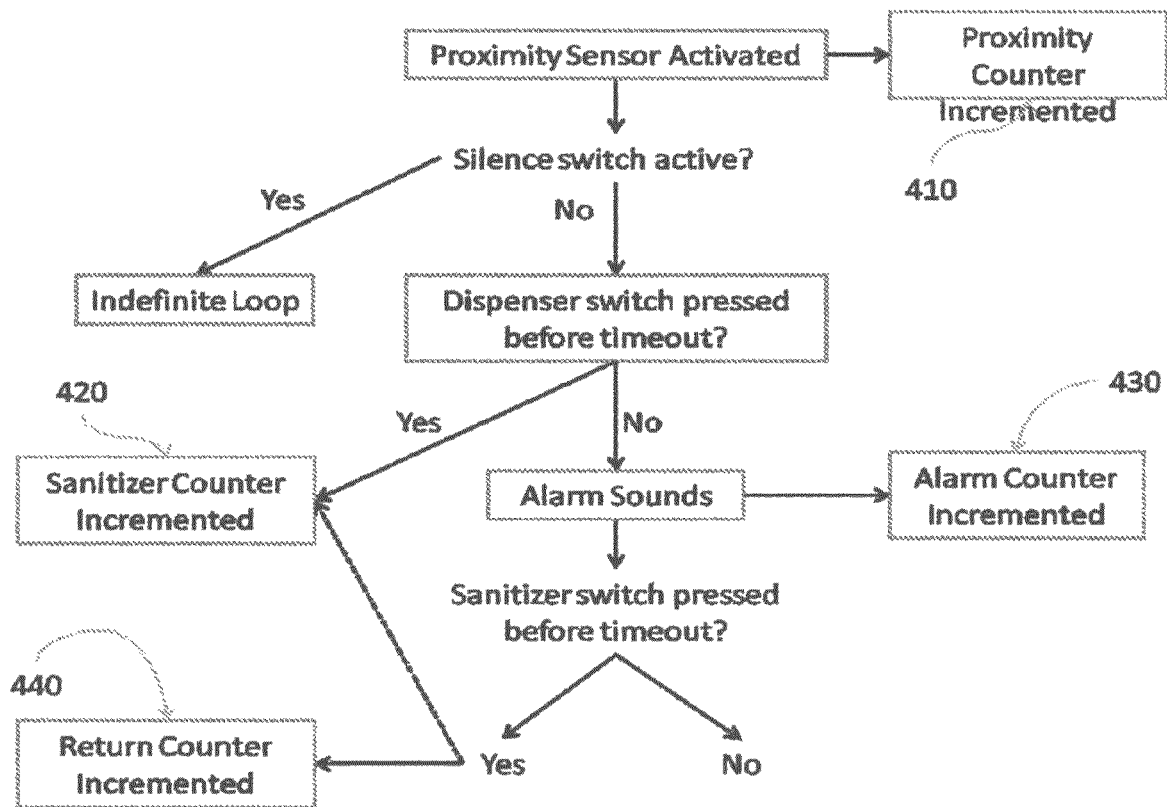 Proximity Sensor Activated
Proximity
Counter
Incremented
410
Silence switch active?
Yes
No
Indefinite Loop
Dispenser switch pressed
before timeout?
420
430
Yes
No
Sanitizer Counter
Incremented
Alarm Sounds
Alarm Counter
Incremented
Sanitizer switch pressed
before timeout?
440
Return Counter
Incremented
Yes
No